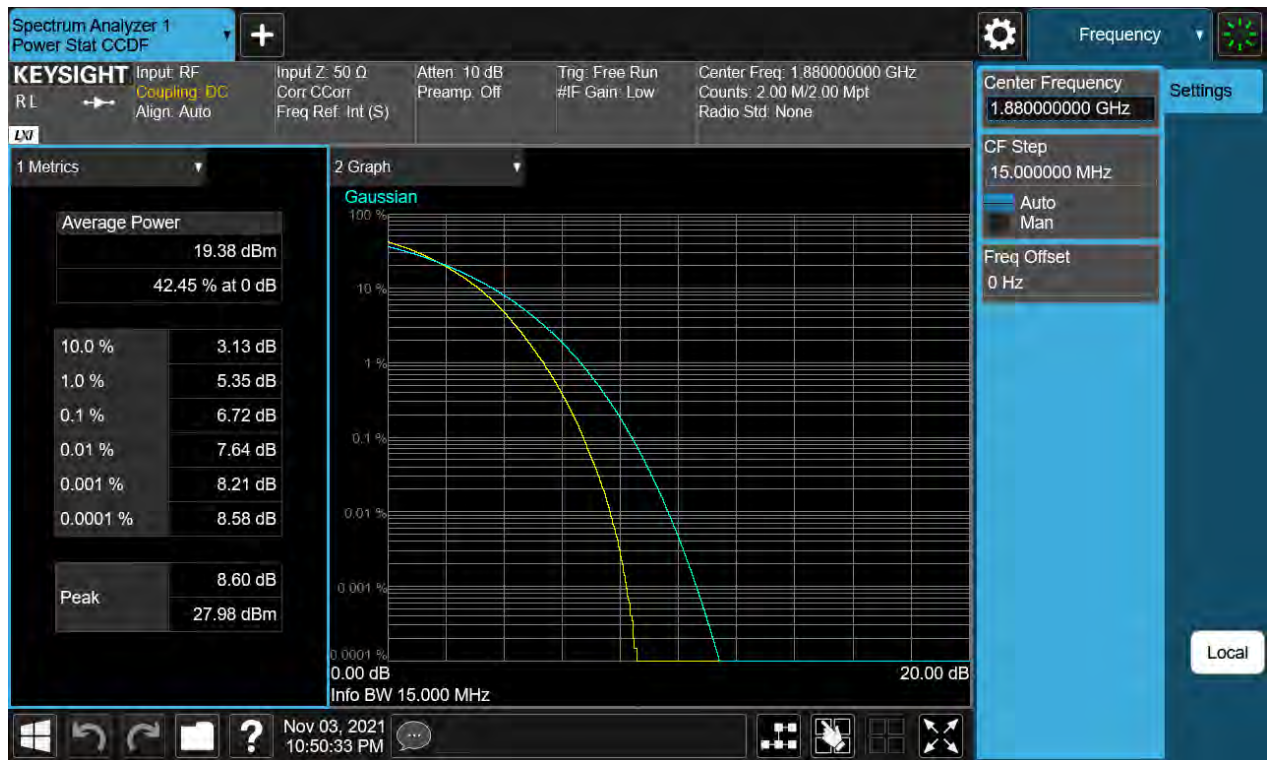 Spectrum Analyzer 1
Power Stat CCDF
+
Frequency
KEYSIGHT
RL
LXI
Input: RF
Coupling: DC
Align: Auto
Input Z: 50 Ω
Corr CCorr
Freq Ref: Int (S)
Atten: 10 dB
Preamp: Off
Trig: Free Run
#IF Gain: Low
Center Freq: 1.880000000 GHz
Counts: 2.00 M/2.00 Mpt
Radio Std: None
Center Frequency
1.880000000 GHz
Settings
CF Step
15.000000 MHz
Auto
Man
Freq Offset
0 Hz
1 Metrics
Average Power
19.38 dBm
42.45 % at 0 dB
10.0 % 3.13 dB
1.0 % 5.35 dB
0.1 % 6.72 dB
0.01 % 7.64 dB
0.001 % 8.21 dB
0.0001 % 8.58 dB
Peak 8.60 dB
27.98 dBm
2 Graph
Gaussian
100 %
10 %
1 %
0.1 %
0.01 %
0.001 %
0.0001 %
0.00 dB 20.00 dB
Info BW 15.000 MHz
Local
?
Nov 03, 2021
10:50:33 PM